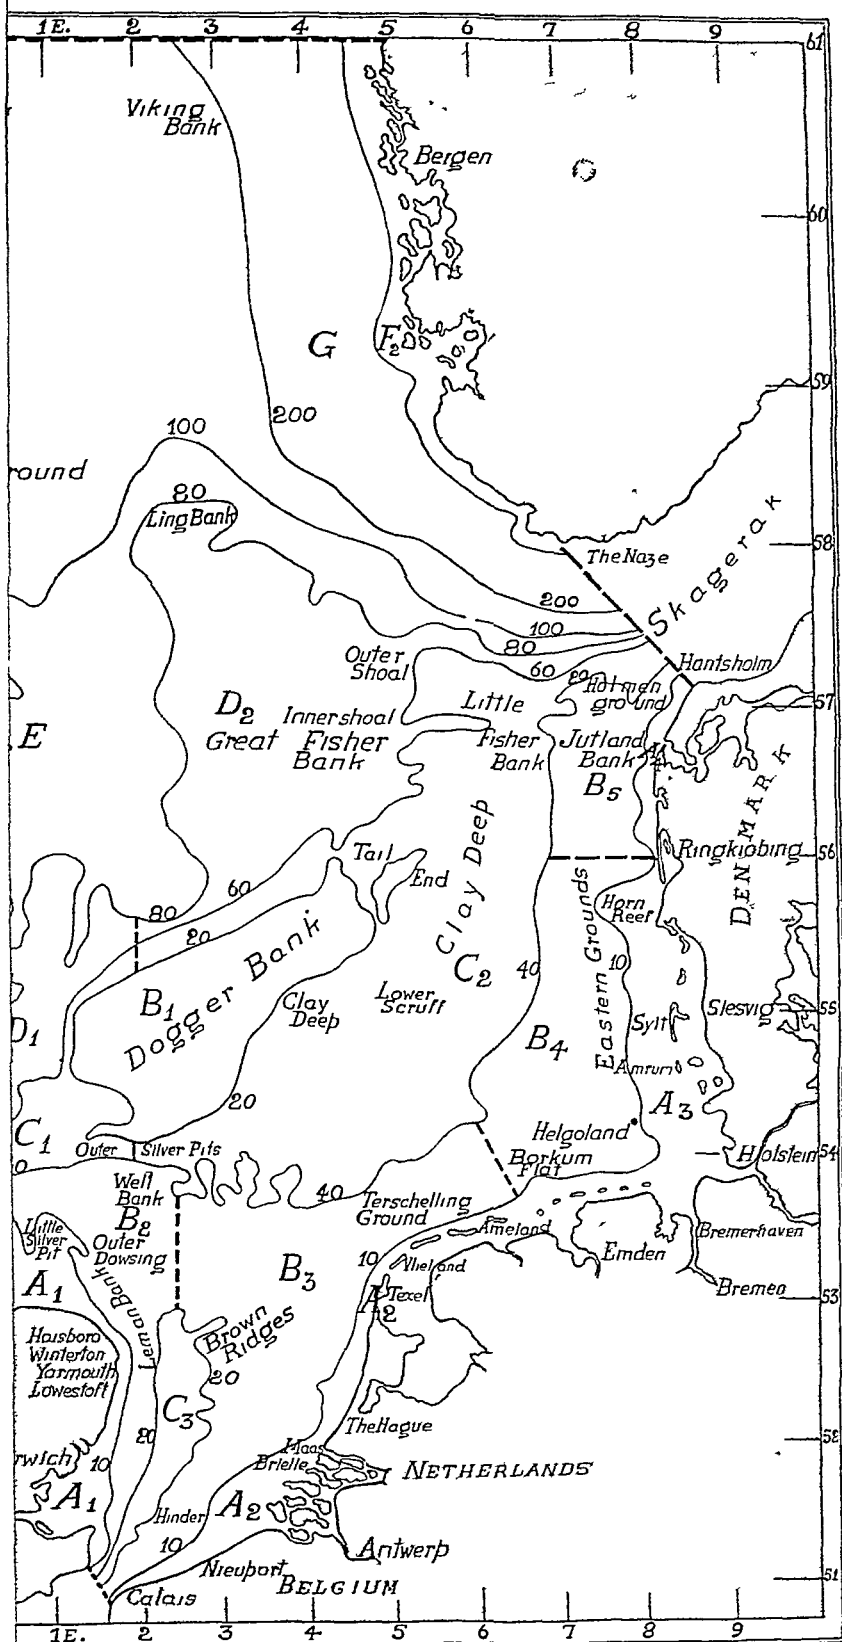 1E. 2 3 4 5 6 7 8 9 61
Viking
Bank
Bergen
60
G
F2
59
200
100
round
80
Ling Bank
58
The Naze
Skagerak
200
100
80
60
20
Outer
Shoal
Hantsholm
Holmen
ground
57
E
D2
Great Fisher
Bank
Innershoal
Little
Fisher
Bank
Jutland
Bank
A4
B5
DENMARK
Clay Deep
Tail
End
Ringkiobing
56
60
80
20
Horn
Reef
Eastern Grounds
10
40
C2
B1
Dogger Bank
Clay
Deep
Lower
Scruff
Sylt
Slesvig
55
D1
B4
Amrum
A3
20
C1
Outer Silver Pits
Helgoland
54
Holstein
0
Borkum
Flat
Well
Bank
B2
40
Terschelling
Ground
Little
Silver
Pit
Outer
Dowsing
Ameland
Emden
Bremerhaven
Bremen
10
Vlieland
A1
B3
A2
Texel
53
Leman Bank
Brown
Ridges
20
Haisboro
Winterton
Yarmouth
Lowestoft
C3
The Hague
20
52
Maas
Brielle
rwich
10
NETHERLANDS
A1
A2
Hinder
10
Antwerp
Nieuport
BELGIUM
51
Calais
1E. 2 3 4 5 6 7 8 9